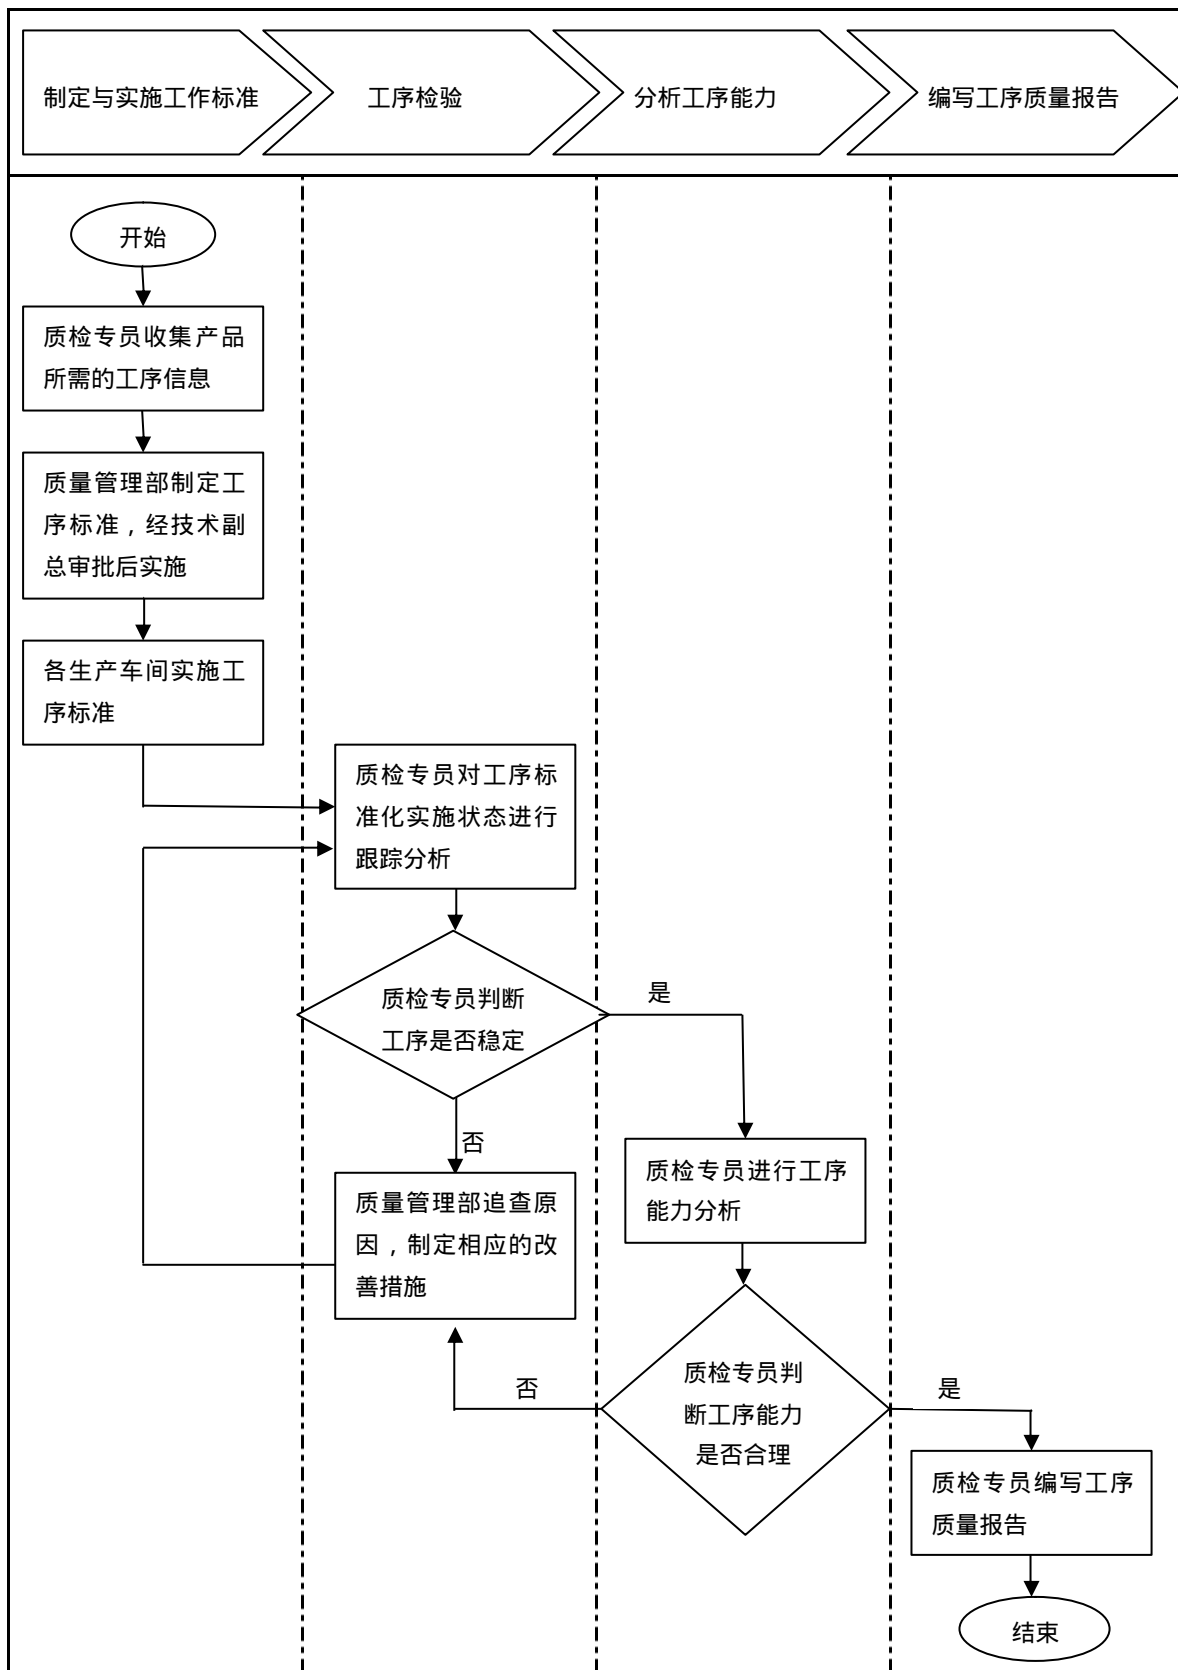 制定与实施工作标准
工序检验
分析工序能力
编写工序质量报告
开始
质检专员收集产品
所需的工序信息
质量管理部制定工
序标准，经技术副
总审批后实施
各生产车间实施工
序标准
质检专员对工序标
准化实施状态进行
跟踪分析
质检专员判断
工序是否稳定
是
否
质检专员进行工序
能力分析
质量管理部追查原
因，制定相应的改
善措施
质检专员判
断工序能力
是否合理
否
是
质检专员编写工序
质量报告
结束